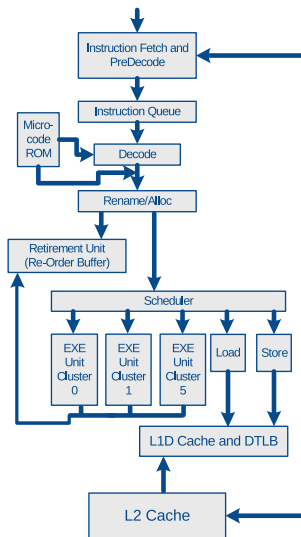 Instruction Fetch and
PreDecode
Instruction Queue
Micro-
code
ROM
Decode
Rename/Alloc
Retirement Unit
(Re-Order Buffer)
Scheduler
EXE
Unit
Cluster
0
EXE
Unit
Cluster
1
EXE
Unit
Cluster
5
Load
Store
L1D Cache and DTLB
L2 Cache